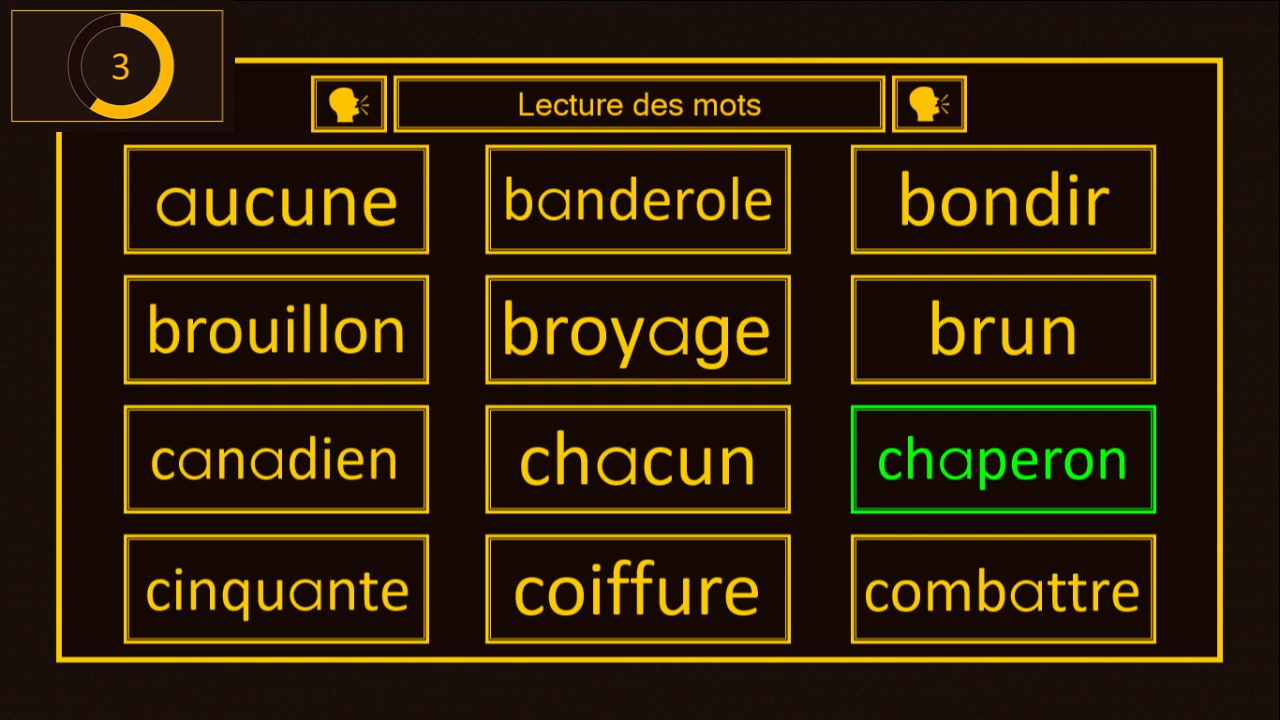 3
Lecture des mots
aucune banderole bondir
brouillon broyage brun
canadien chacun chaperon
cinquante coiffure combattre